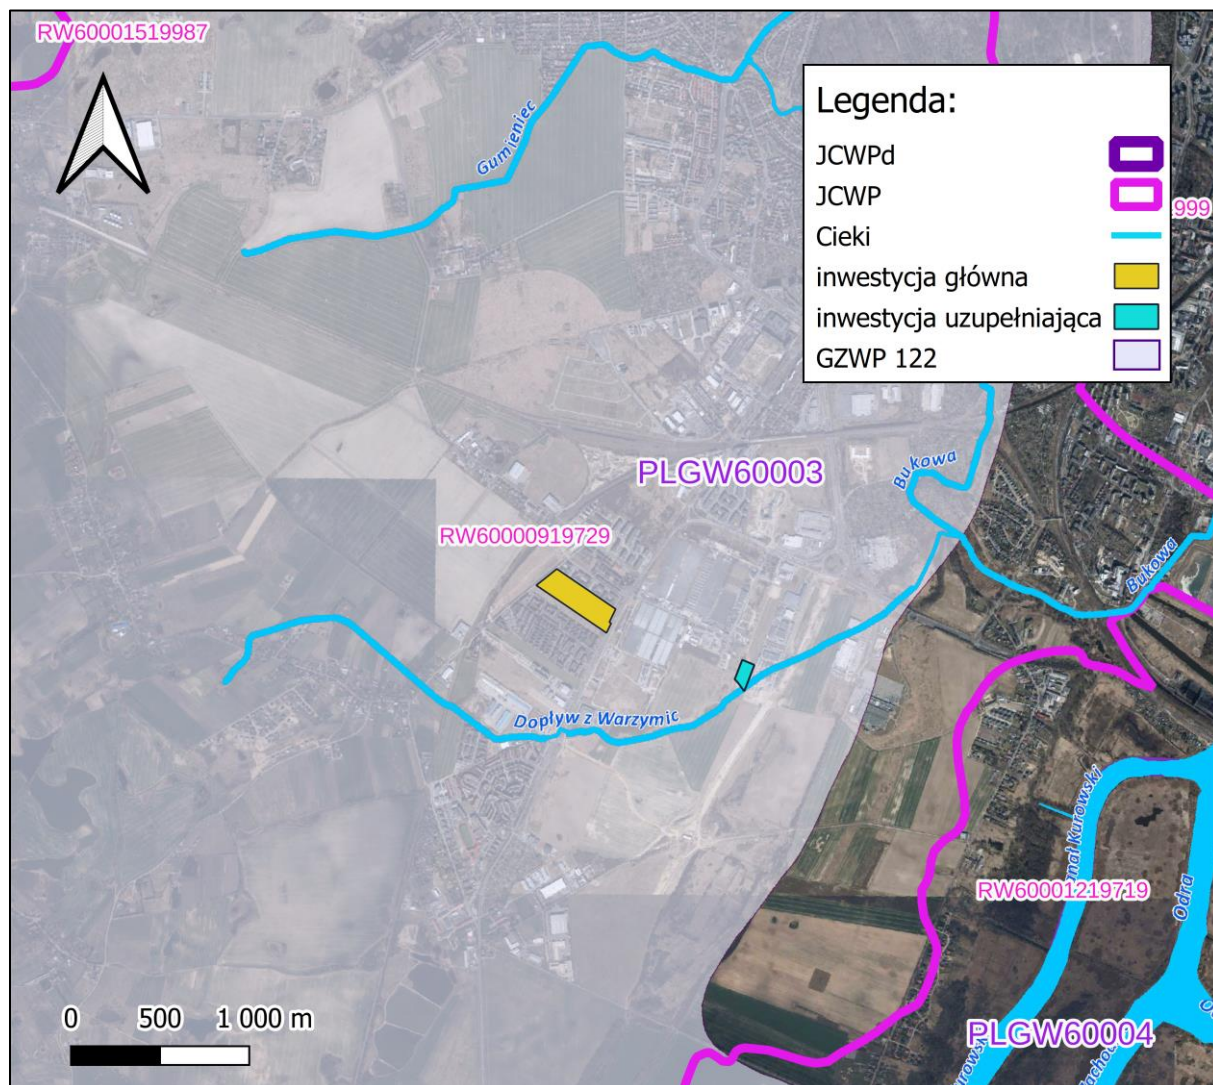 RW60001519987
Gumieniec
Legenda:
JCWPd
JCWP
.999
Cieki
inwestycja główna
inwestycja uzupełniająca
GZWP 122
PLGW60003
Bukowa
RW60000919729
Bukowa
Dopływ z Warzymic
Kurowski
RW60001219719
Odra
0 500 1 000 m
PLGW60004